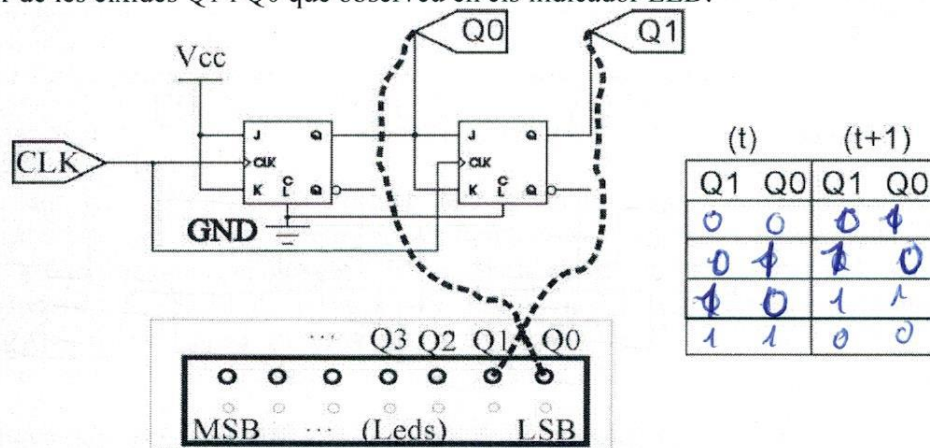 de les eixides Q1 i Q0 que observeu en els indicador LED?
Q0
Q1
Vcc
J Q
CLK
K CL Q
J Q
CLK
K CL Q
CLK
GND
(t) (t+1)
Q1 Q0 Q1 Q0
0 0 0 1
0 1 1 0
1 0 1 1
1 1 0 0
... Q3 Q2 Q1 Q0
MSB ... (Leds) LSB